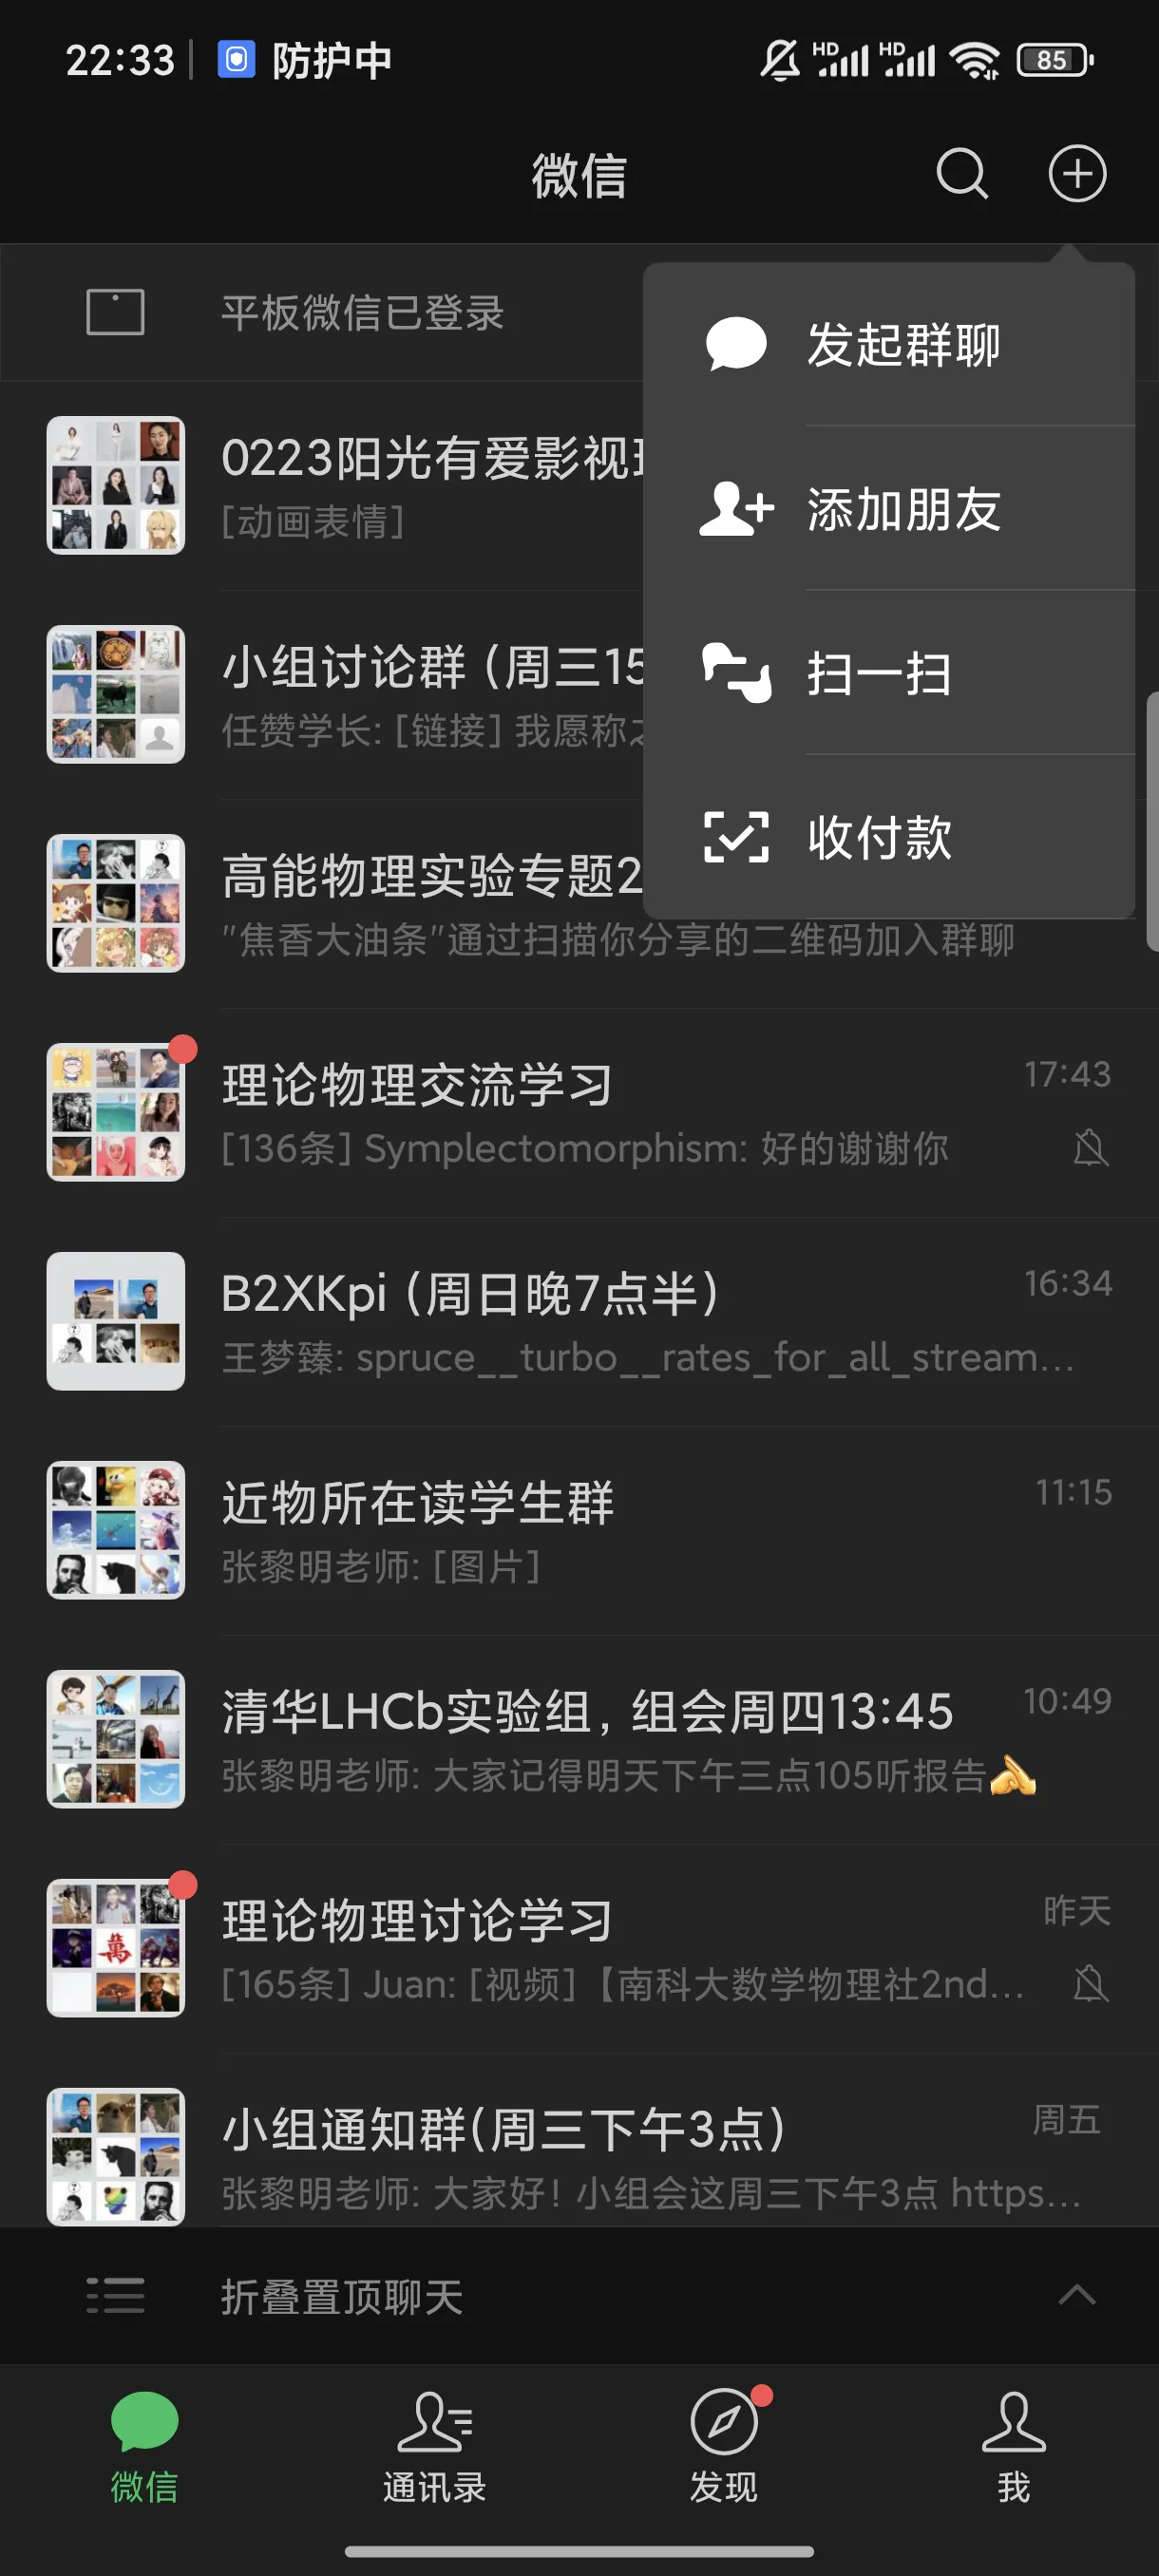 22:33
防护中
HD HD 85
微信
平板微信已登录
发起群聊
添加朋友
扫一扫
收付款
0223阳光有爱影视
[动画表情]
小组讨论群（周三15
任赞学长: [链接] 我愿称
高能物理实验专题2
"焦香大油条"通过扫描你分享的二维码加入群聊
理论物理交流学习
17:43
[136条] Symplectomorphism: 好的谢谢你
B2XKpi（周日晚7点半）
16:34
王梦臻: spruce__turbo__rates_for_all_stream...
近物所在读学生群
11:15
张黎明老师: [图片]
清华LHCb实验组，组会周四13:45
10:49
张黎明老师: 大家记得明天下午三点105听报告
理论物理讨论学习
昨天
[165条] Juan: [视频]【南科大数学物理社2nd...
萬
小组通知群(周三下午3点)
周五
张黎明老师: 大家好！小组会这周三下午3点 https...
折叠置顶聊天
微信
通讯录
发现
我